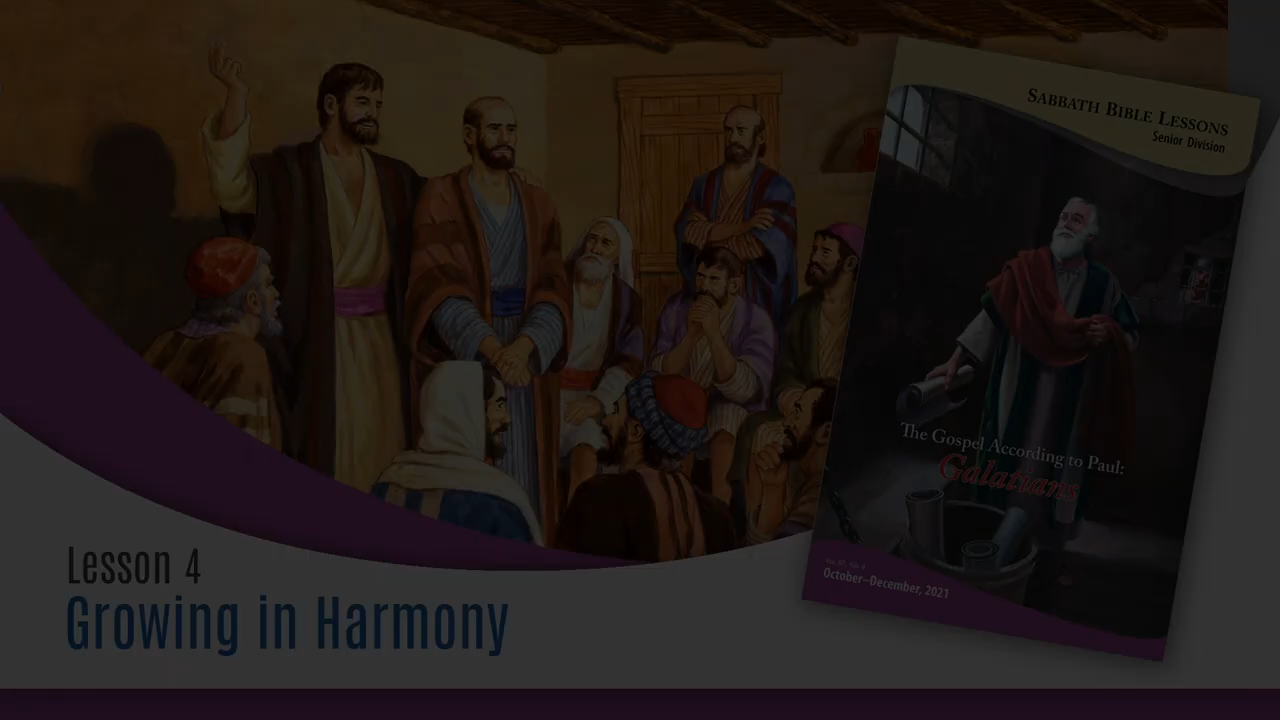 SABBATH BIBLE LESSONS
Senior Division
The Gospel According to Paul:
Galatians
October–December, 2021
Lesson 4
Growing in Harmony